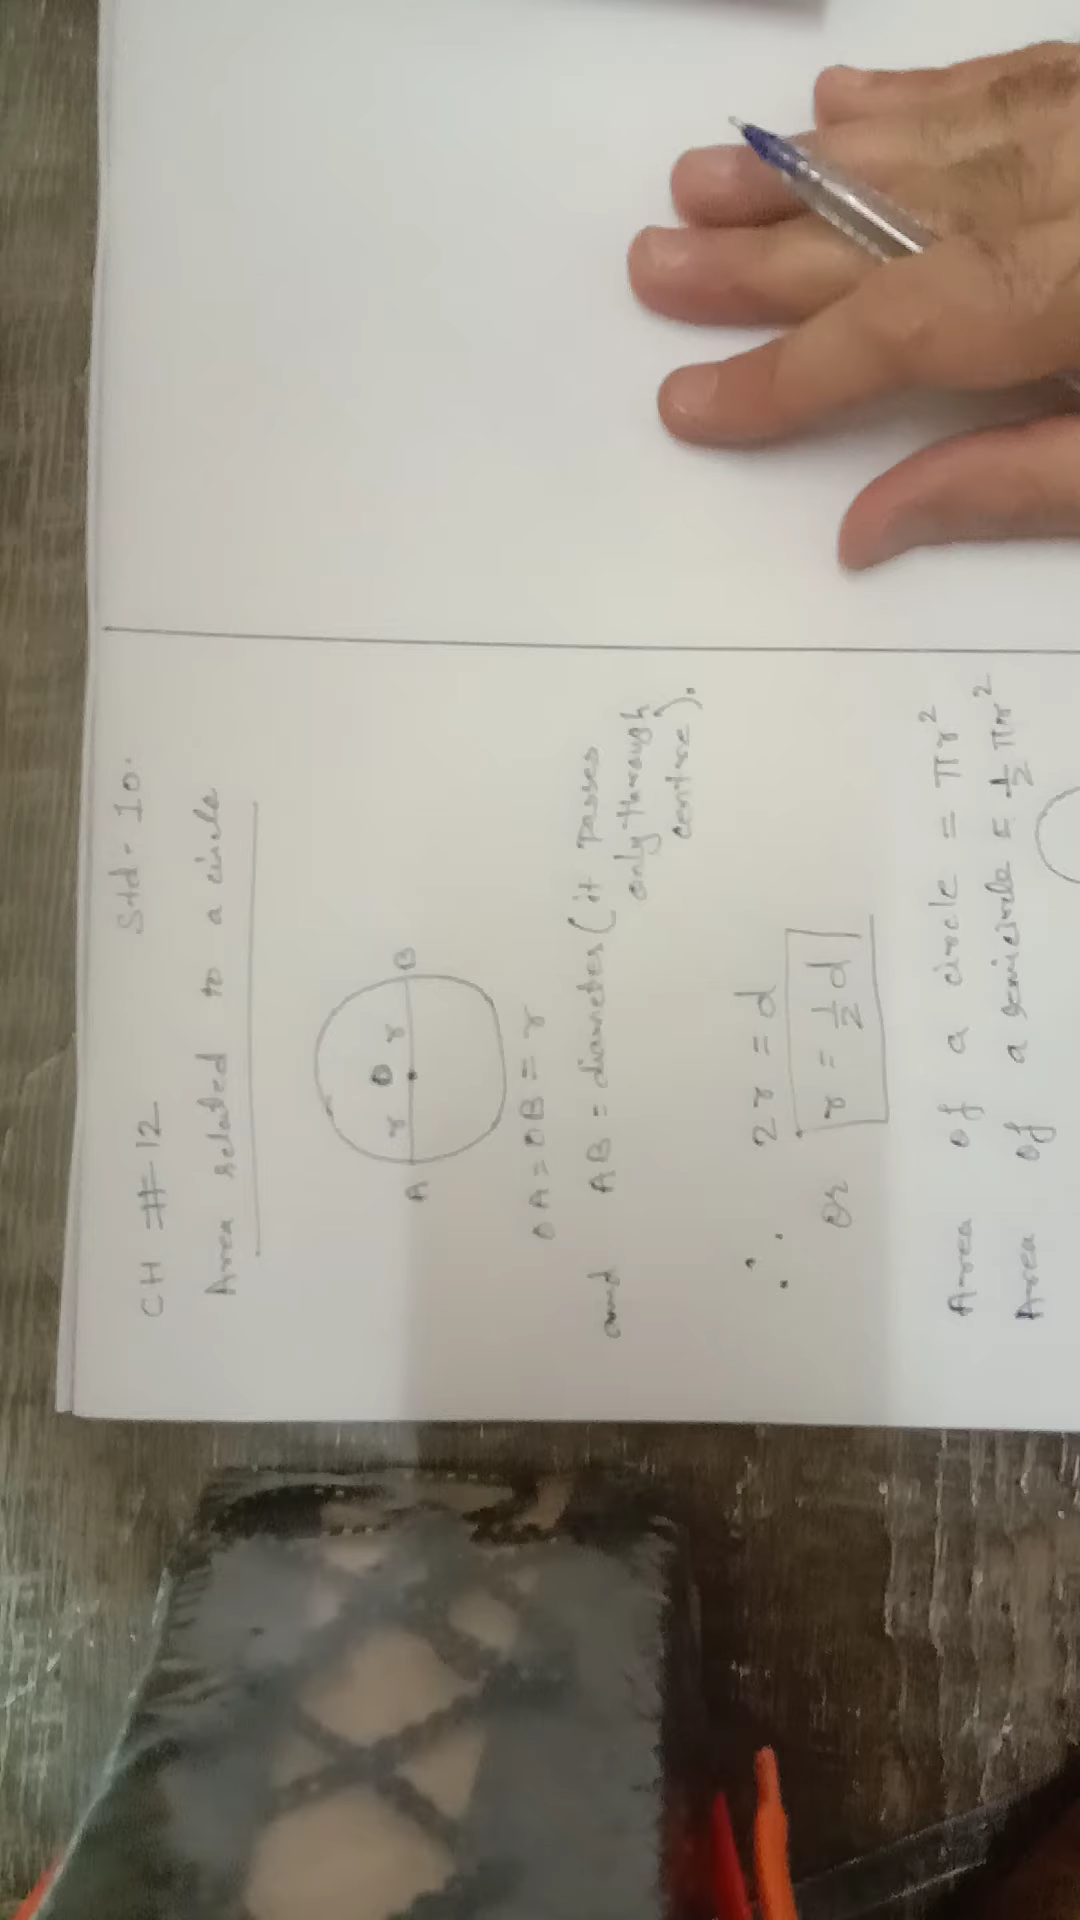 CH # 12 Std - 10.
Area related to a circle
r O r
A B
OA = OB = r
and AB = diameter (it passes
only through
centre).
∴ 2r = d
or r = 1/2 d
Area of a circle = πr²
Area of a semicircle = 1/2 πr²